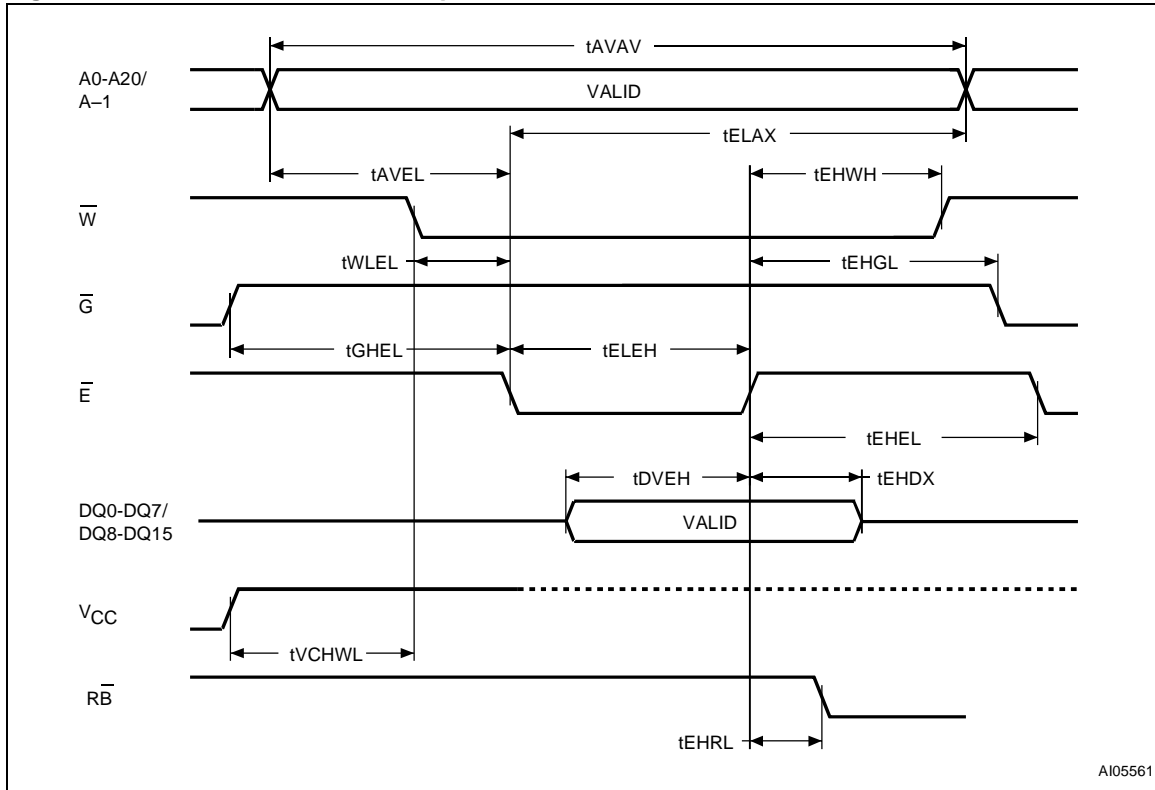 tAVAV
A0-A20/
A–1
VALID
tELAX
tAVEL
tEHWH
W̅
tWLEL
tEHGL
G̅
tGHEL
tELEH
E̅
tEHEL
tDVEH
tEHDX
DQ0-DQ7/
DQ8-DQ15
VALID
VCC
tVCHWL
RB̅
tEHRL
AI05561